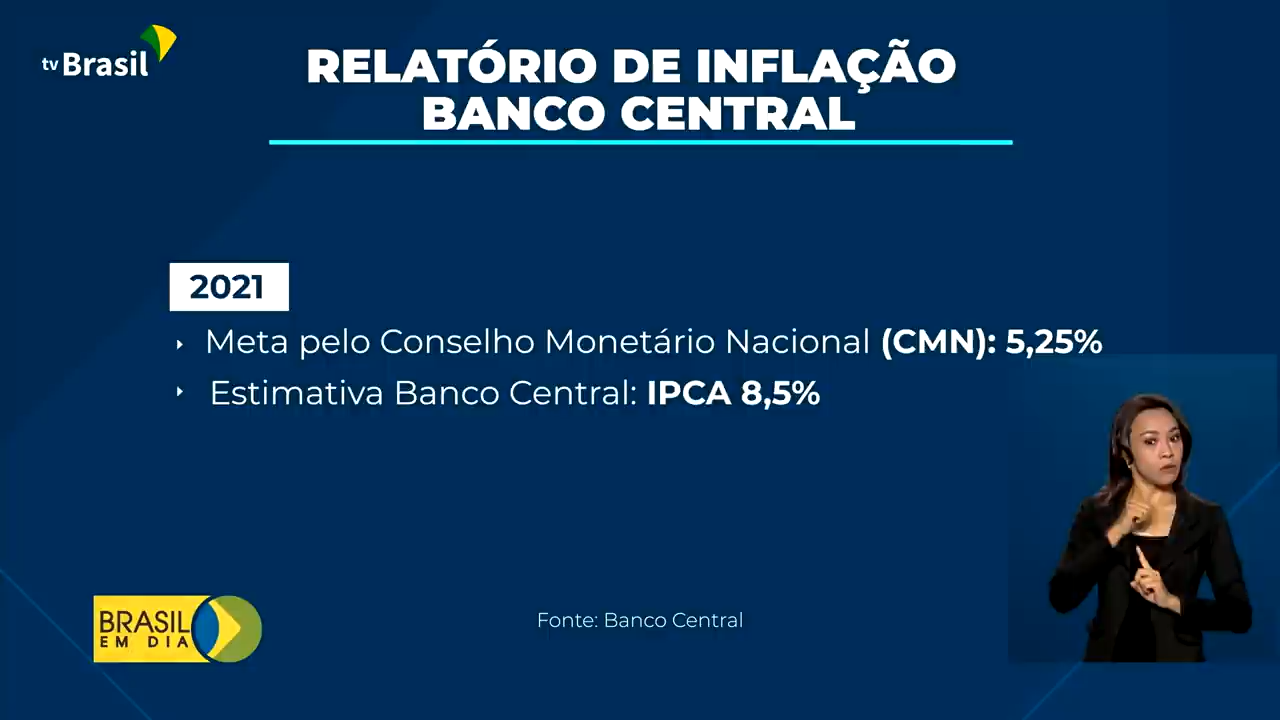 tv Brasil
RELATÓRIO DE INFLAÇÃO
BANCO CENTRAL
2021
Meta pelo Conselho Monetário Nacional (CMN): 5,25%
Estimativa Banco Central: IPCA 8,5%
BRASIL
EM DIA
Fonte: Banco Central